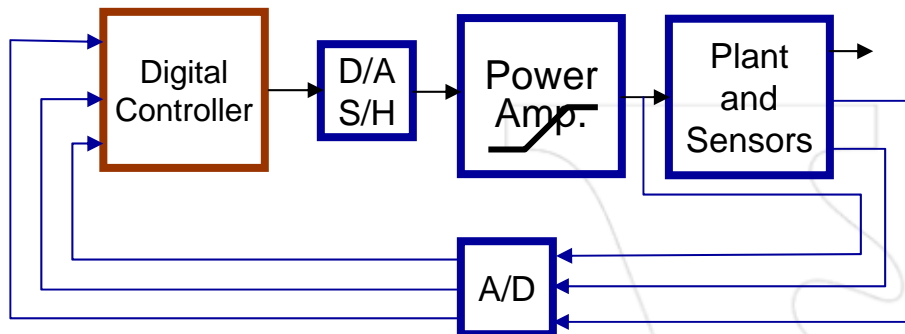 Digital
Controller
D/A
S/H
Power
Amp.
Plant
and
Sensors
A/D